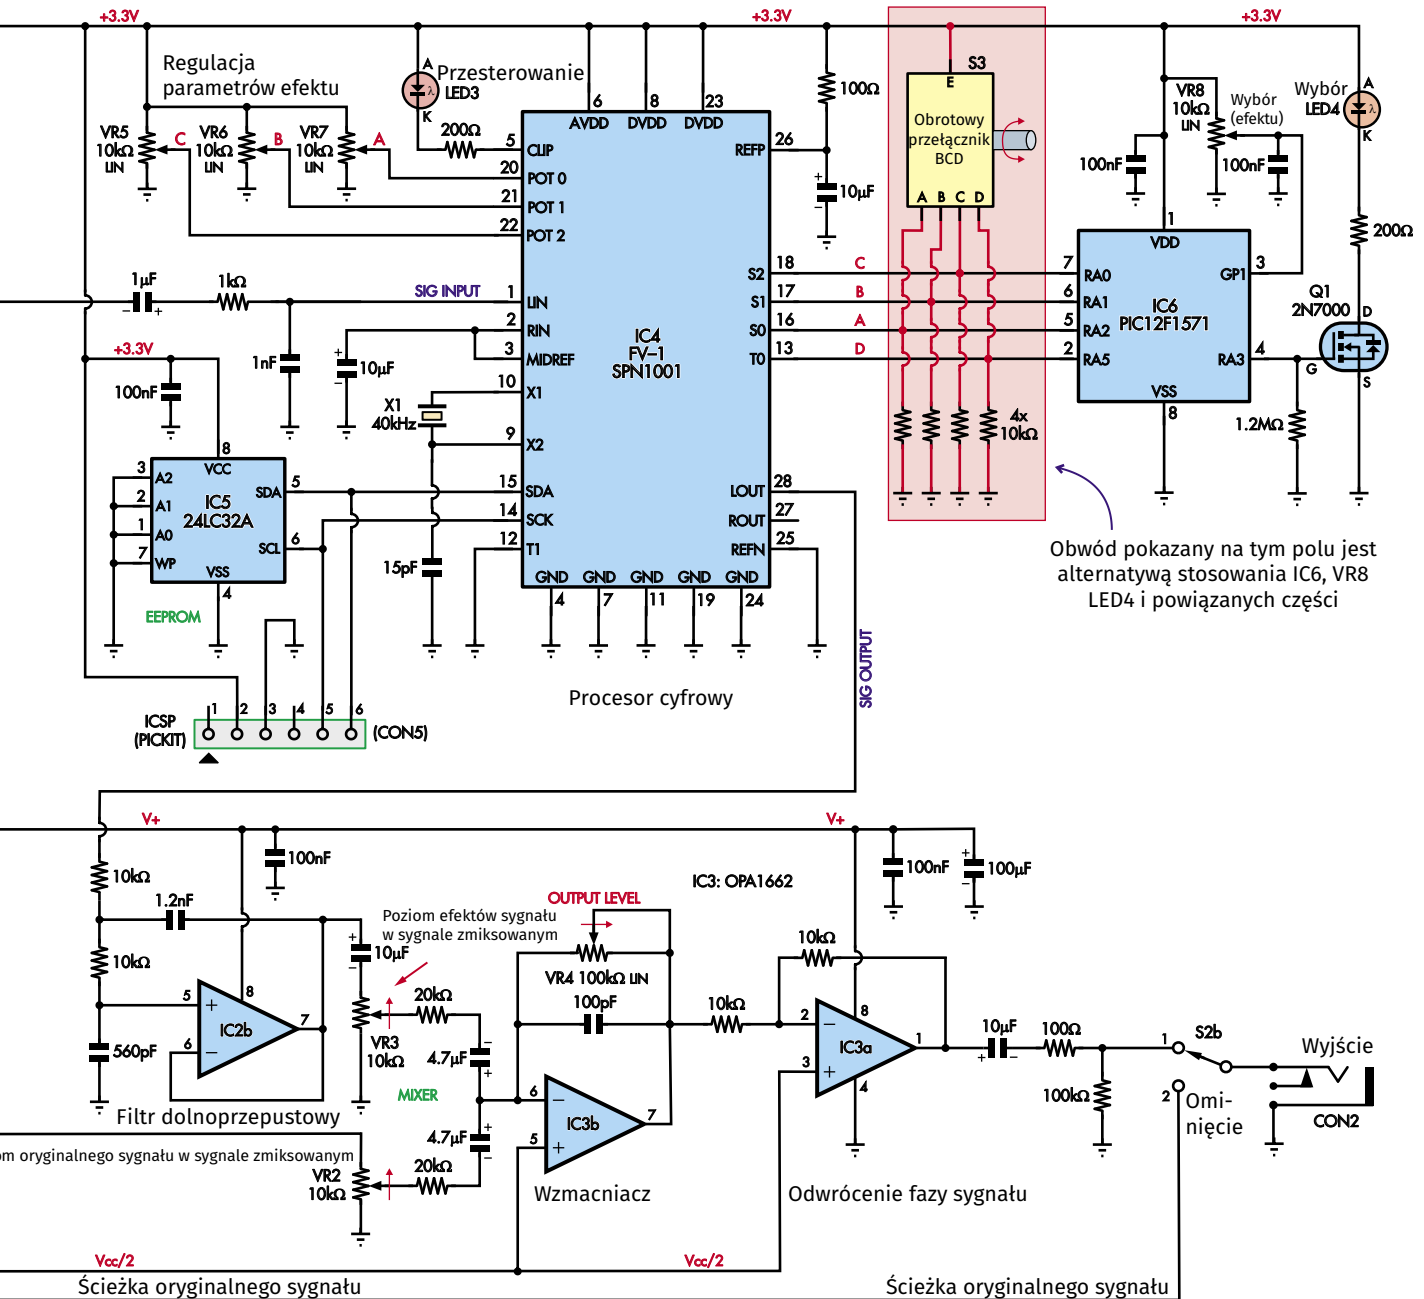 +3.3V
+3.3V
+3.3V
Regulacja
parametrów efektu
A
Przesterowanie
LED3
K
200Ω
VR5
10kΩ
LIN
C
VR6
10kΩ
LIN
B
VR7
10kΩ
LIN
A
5
CLIP
20
POT 0
21
POT 1
22
POT 2
6
AVDD
8
DVDD
23
DVDD
REFP
26
100Ω
+
10µF
−
S3
E
Obrotowy
przełącznik
BCD
A B C D
VR8
10kΩ
LIN
Wybór
(efektu)
100nF
100nF
Wybór
LED4
A
K
200Ω
1
VDD
S2
18
C
7
RA0
S1
17
B
6
RA1
S0
16
A
5
RA2
T0
13
D
2
RA5
GP1
3
IC6
PIC12F1571
RA3
4
VSS
8
Q1
2N7000
D
G
S
1.2MΩ
4x
10kΩ
1µF
−
+
1kΩ
SIG INPUT
1
LIN
2
RIN
3
MIDREF
1nF
+
10µF
−
10
X1
9
X2
X1
40kHz
15pF
IC4
FV–1
SPN1001
+3.3V
100nF
8
VCC
3
A2
2
A1
1
A0
7
WP
IC5
24LC32A
SDA
5
SCL
6
VSS
4
EEPROM
15
SDA
14
SCK
12
T1
LOUT
28
ROUT
27
REFN
25
GND GND GND GND GND
4 7 11 19 24
Obwód pokazany na tym polu jest
alternatywą stosowania IC6, VR8
LED4 i powiązanych części
Procesor cyfrowy
SIG OUTPUT
ICSP
(PICKIT)
1 2 3 4 5 6
(CON5)
V+
V+
100nF
10kΩ
1.2nF
10kΩ
560pF
5
+
6
−
8
IC2b
7
Filtr dolnoprzepustowy
+
10µF
−
Poziom efektów sygnału
w sygnale zmiksowanym
VR3
10kΩ
20kΩ
−
4.7µF
+
MIXER
+
4.7µF
−
20kΩ
VR2
10kΩ
om oryginalnego sygnału w sygnale zmiksowanym
OUTPUT LEVEL
VR4 100kΩ LIN
100pF
6
−
5
+
IC3b
7
Wzmacniacz
IC3: OPA1662
10kΩ
10kΩ
2
−
3
+
8
IC3a
1
4
Odwrócenie fazy sygnału
100nF
+
100µF
−
10µF
+
−
100Ω
100kΩ
1
S2b
2
Omi-
nięcie
Wyjście
CON2
Vcc/2
Vcc/2
Ścieżka oryginalnego sygnału
Ścieżka oryginalnego sygnału